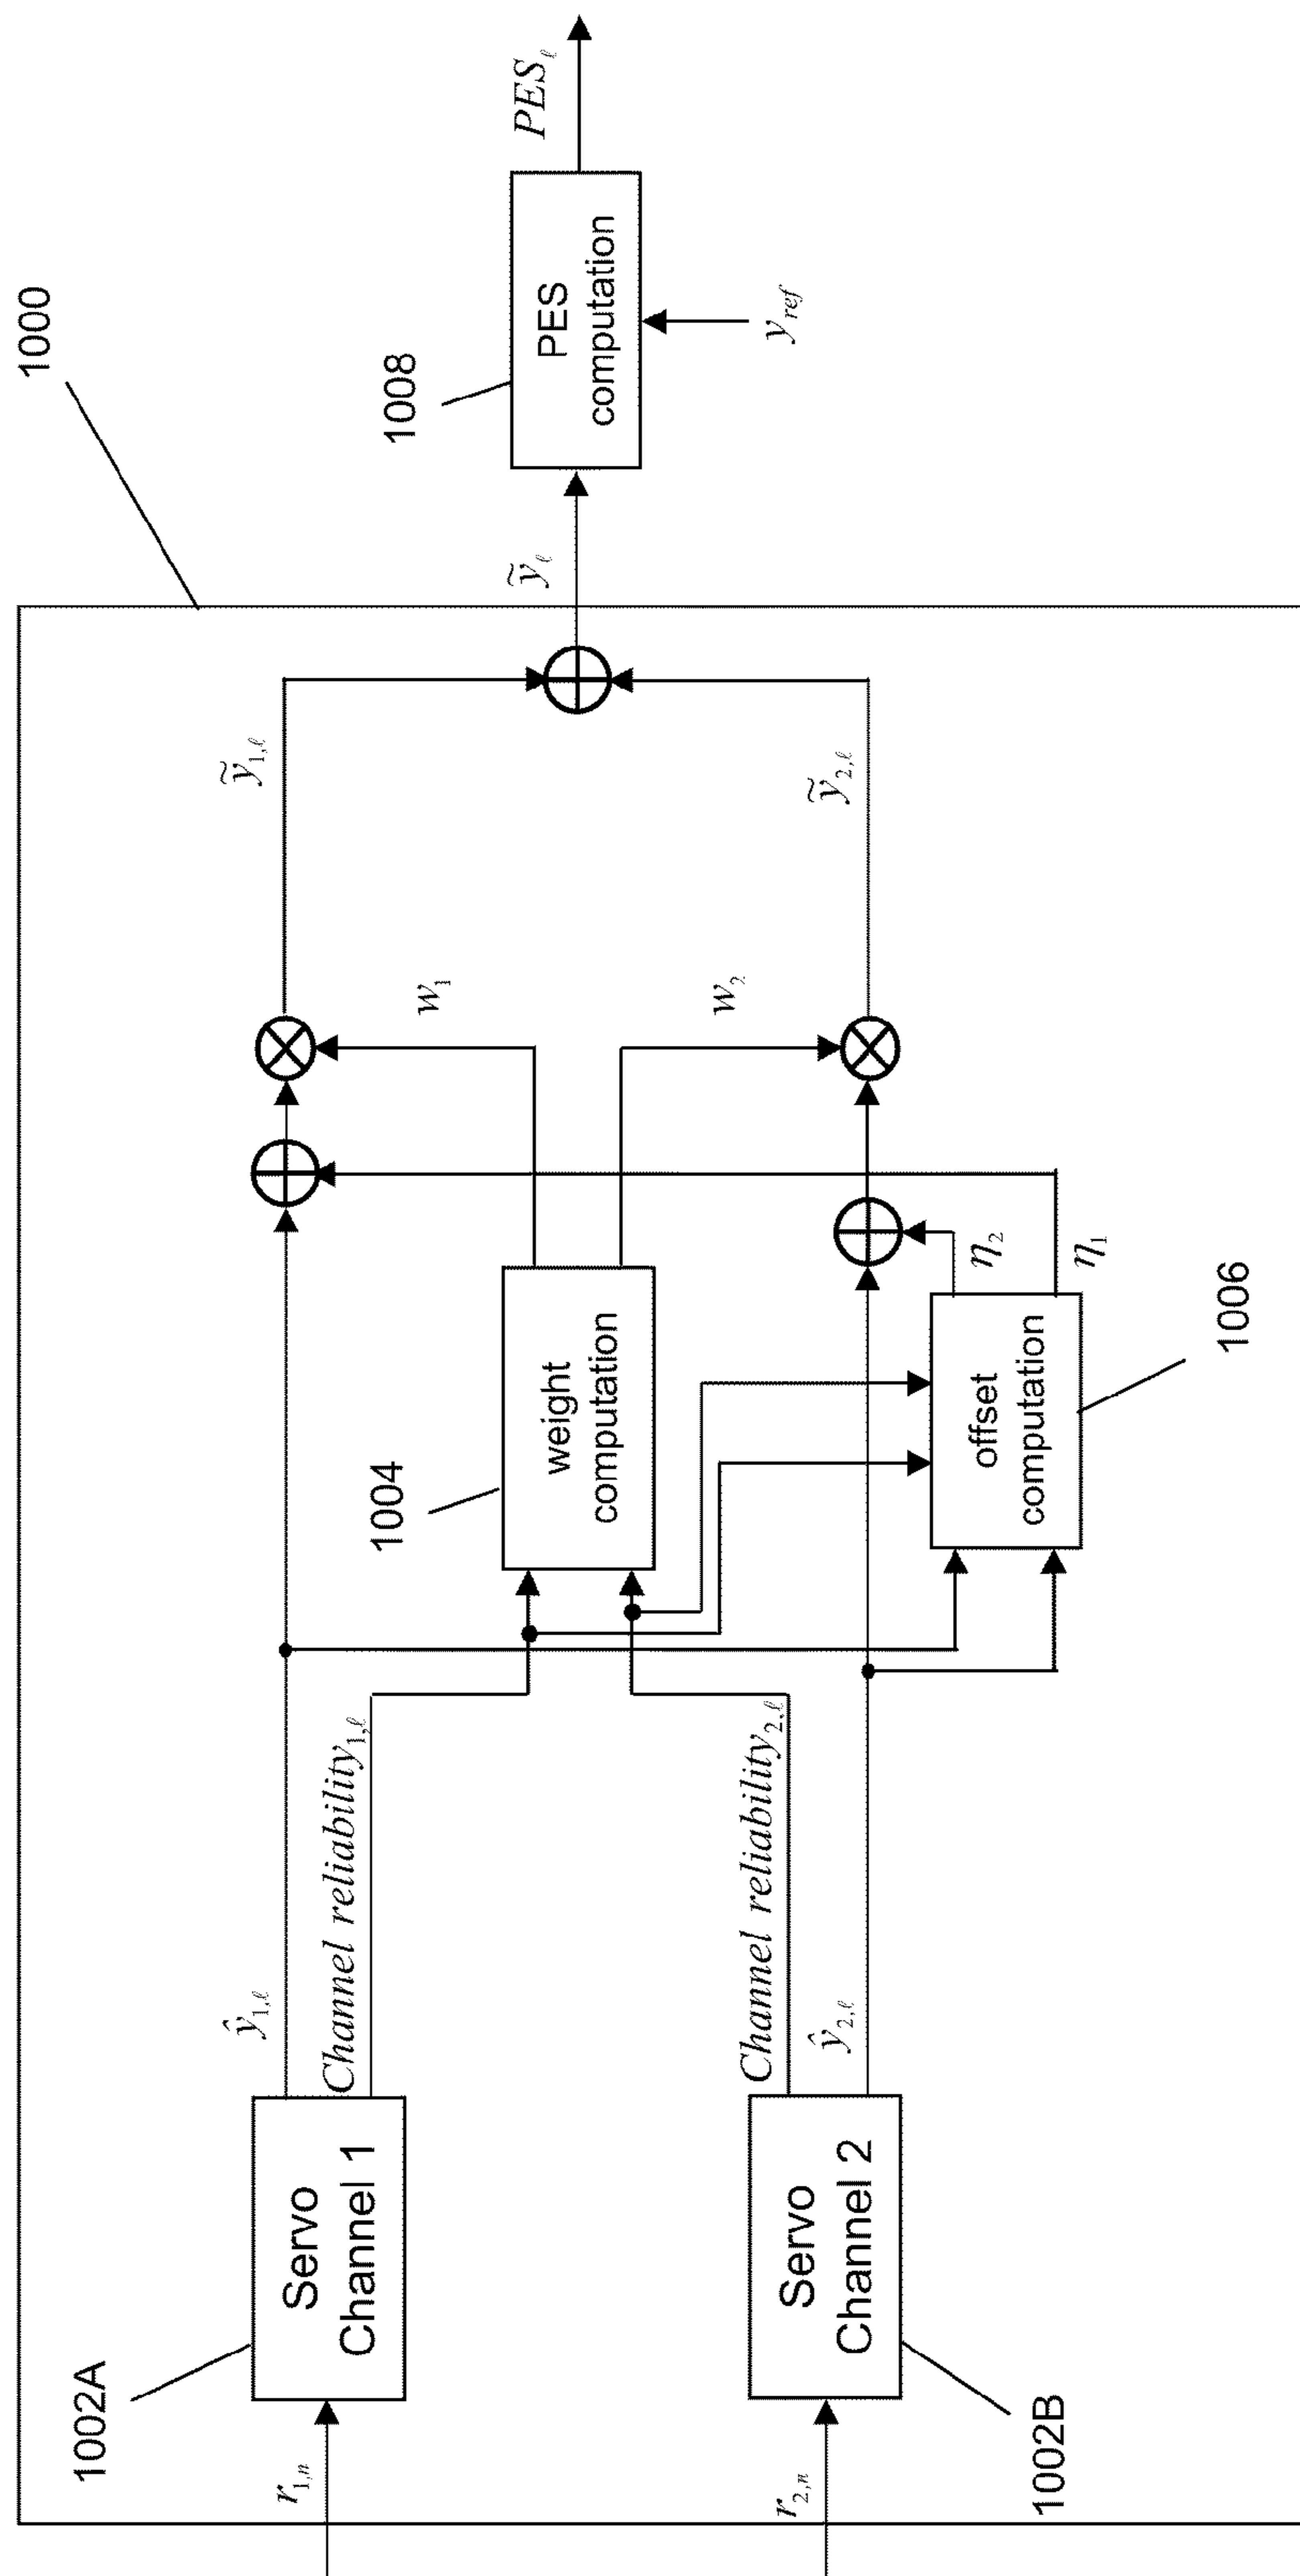 1000
1002A
r₁,ₙ
Servo
Channel 1
ŷ₁,ℓ
Channel reliability₁,ℓ
1004
weight
computation
w₁
w₂
ỹ₁,ℓ
1002B
r₂,ₙ
Servo
Channel 2
Channel reliability₂,ℓ
ŷ₂,ℓ
offset
computation
1006
η₂
η₁
ỹ₂,ℓ
ỹℓ
1008
PES
computation
y_ref
PESℓ